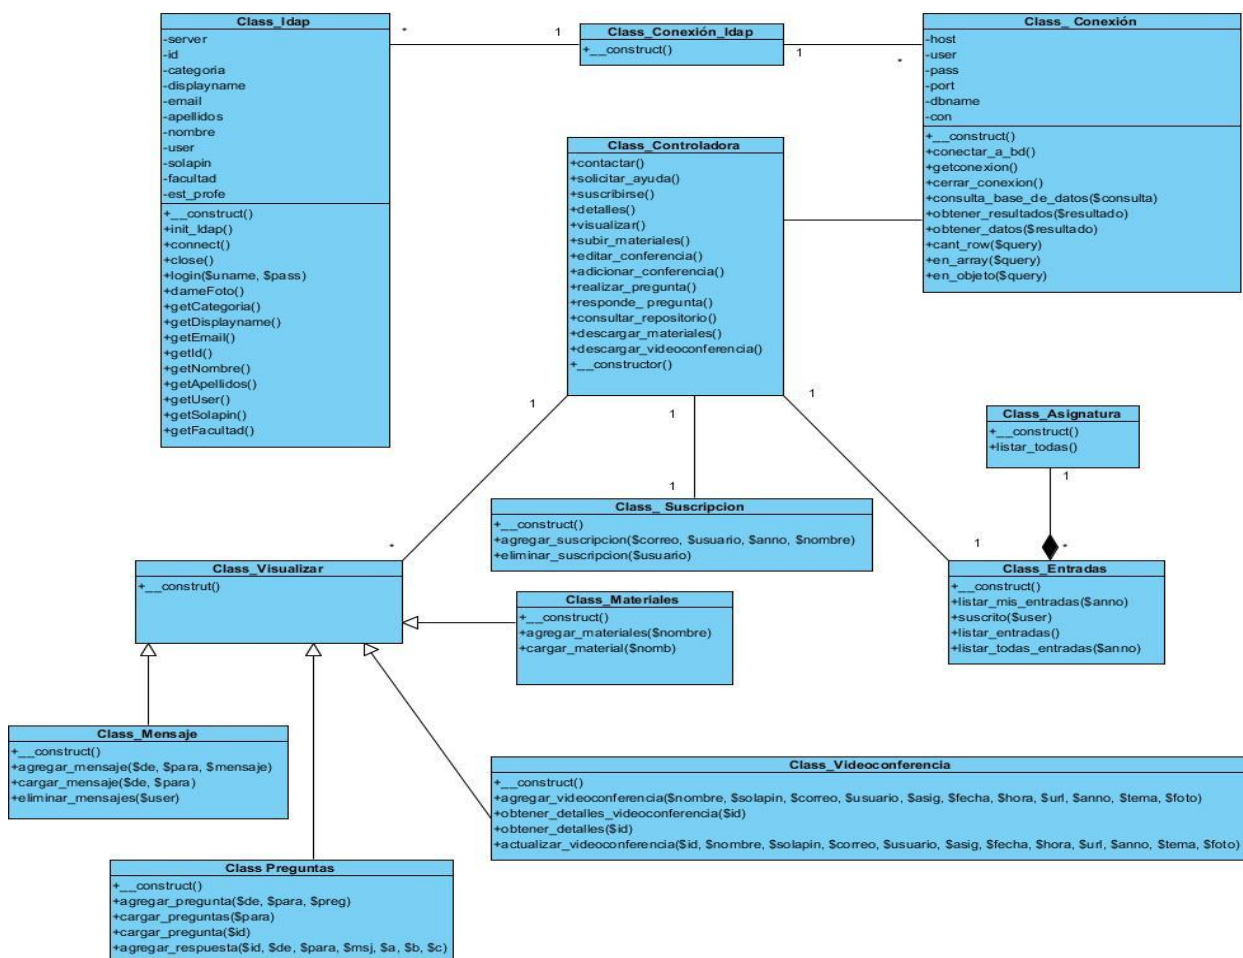 Class_ldap
-server
-id
-categoria
-displayname
-email
-apellidos
-nombre
-user
-solapin
-facultad
-est_profe
+__construct()
+init_ldap()
+connect()
+close()
+login($uname, $pass)
+dameFoto()
+getCategoria()
+getDisplayname()
+getEmail()
+getId()
+getNombre()
+getApellidos()
+getUser()
+getSolapin()
+getFacultad()
*
1
Class_Conexión_ldap
+__construct()
1
*
Class_ Conexión
-host
-user
-pass
-port
-dbname
-con
+__construct()
+conectar_a_bd()
+getconexion()
+cerrar_conexion()
+consulta_base_de_datos($consulta)
+obtener_resultados($resultado)
+obtener_datos($resultado)
+cant_row($query)
+en_array($query)
+en_objeto($query)
Class_Controladora
+contactar()
+solicitar_ayuda()
+suscribirse()
+detalles()
+visualizar()
+subir_materiales()
+editar_conferencia()
+adicionar_conferencia()
+realizar_pregunta()
+responde_ pregunta()
+consultar_repositorio()
+descargar_materiales()
+descargar_videoconferencia()
+__constructor()
1
1
1
Class_Asignatura
+__construct()
+listar_todas()
1
1
Class_ Suscripcion
+__construct()
+agregar_suscripcion($correo, $usuario, $anno, $nombre)
+eliminar_suscripcion($usuario)
*
1
*
Class_Visualizar
+__construt()
Class_Entradas
+__construct()
+listar_mis_entradas($anno)
+suscrito($user)
+listar_entradas()
+listar_todas_entradas($anno)
Class_Materiales
+__construct()
+agregar_materiales($nombre)
+cargar_material($nomb)
Class_Mensaje
+__construct()
+agregar_mensaje($de, $para, $mensaje)
+cargar_mensaje($de, $para)
+eliminar_mensajes($user)
Class_Videoconferencia
+__construct()
+agregar_videoconferencia($nombre, $solapin, $correo, $usuario, $asig, $fecha, $hora, $url, $anno, $tema, $foto)
+obtener_detalles_videoconferencia($id)
+obtener_detalles($id)
+actualizar_videoconferencia($id, $nombre, $solapin, $correo, $usuario, $asig, $fecha, $hora, $url, $anno, $tema, $foto)
Class Preguntas
+__construct()
+agregar_pregunta($de, $para, $preg)
+cargar_preguntas($para)
+cargar_pregunta($id)
+agregar_respuesta($id, $de, $para, $msj, $a, $b, $c)